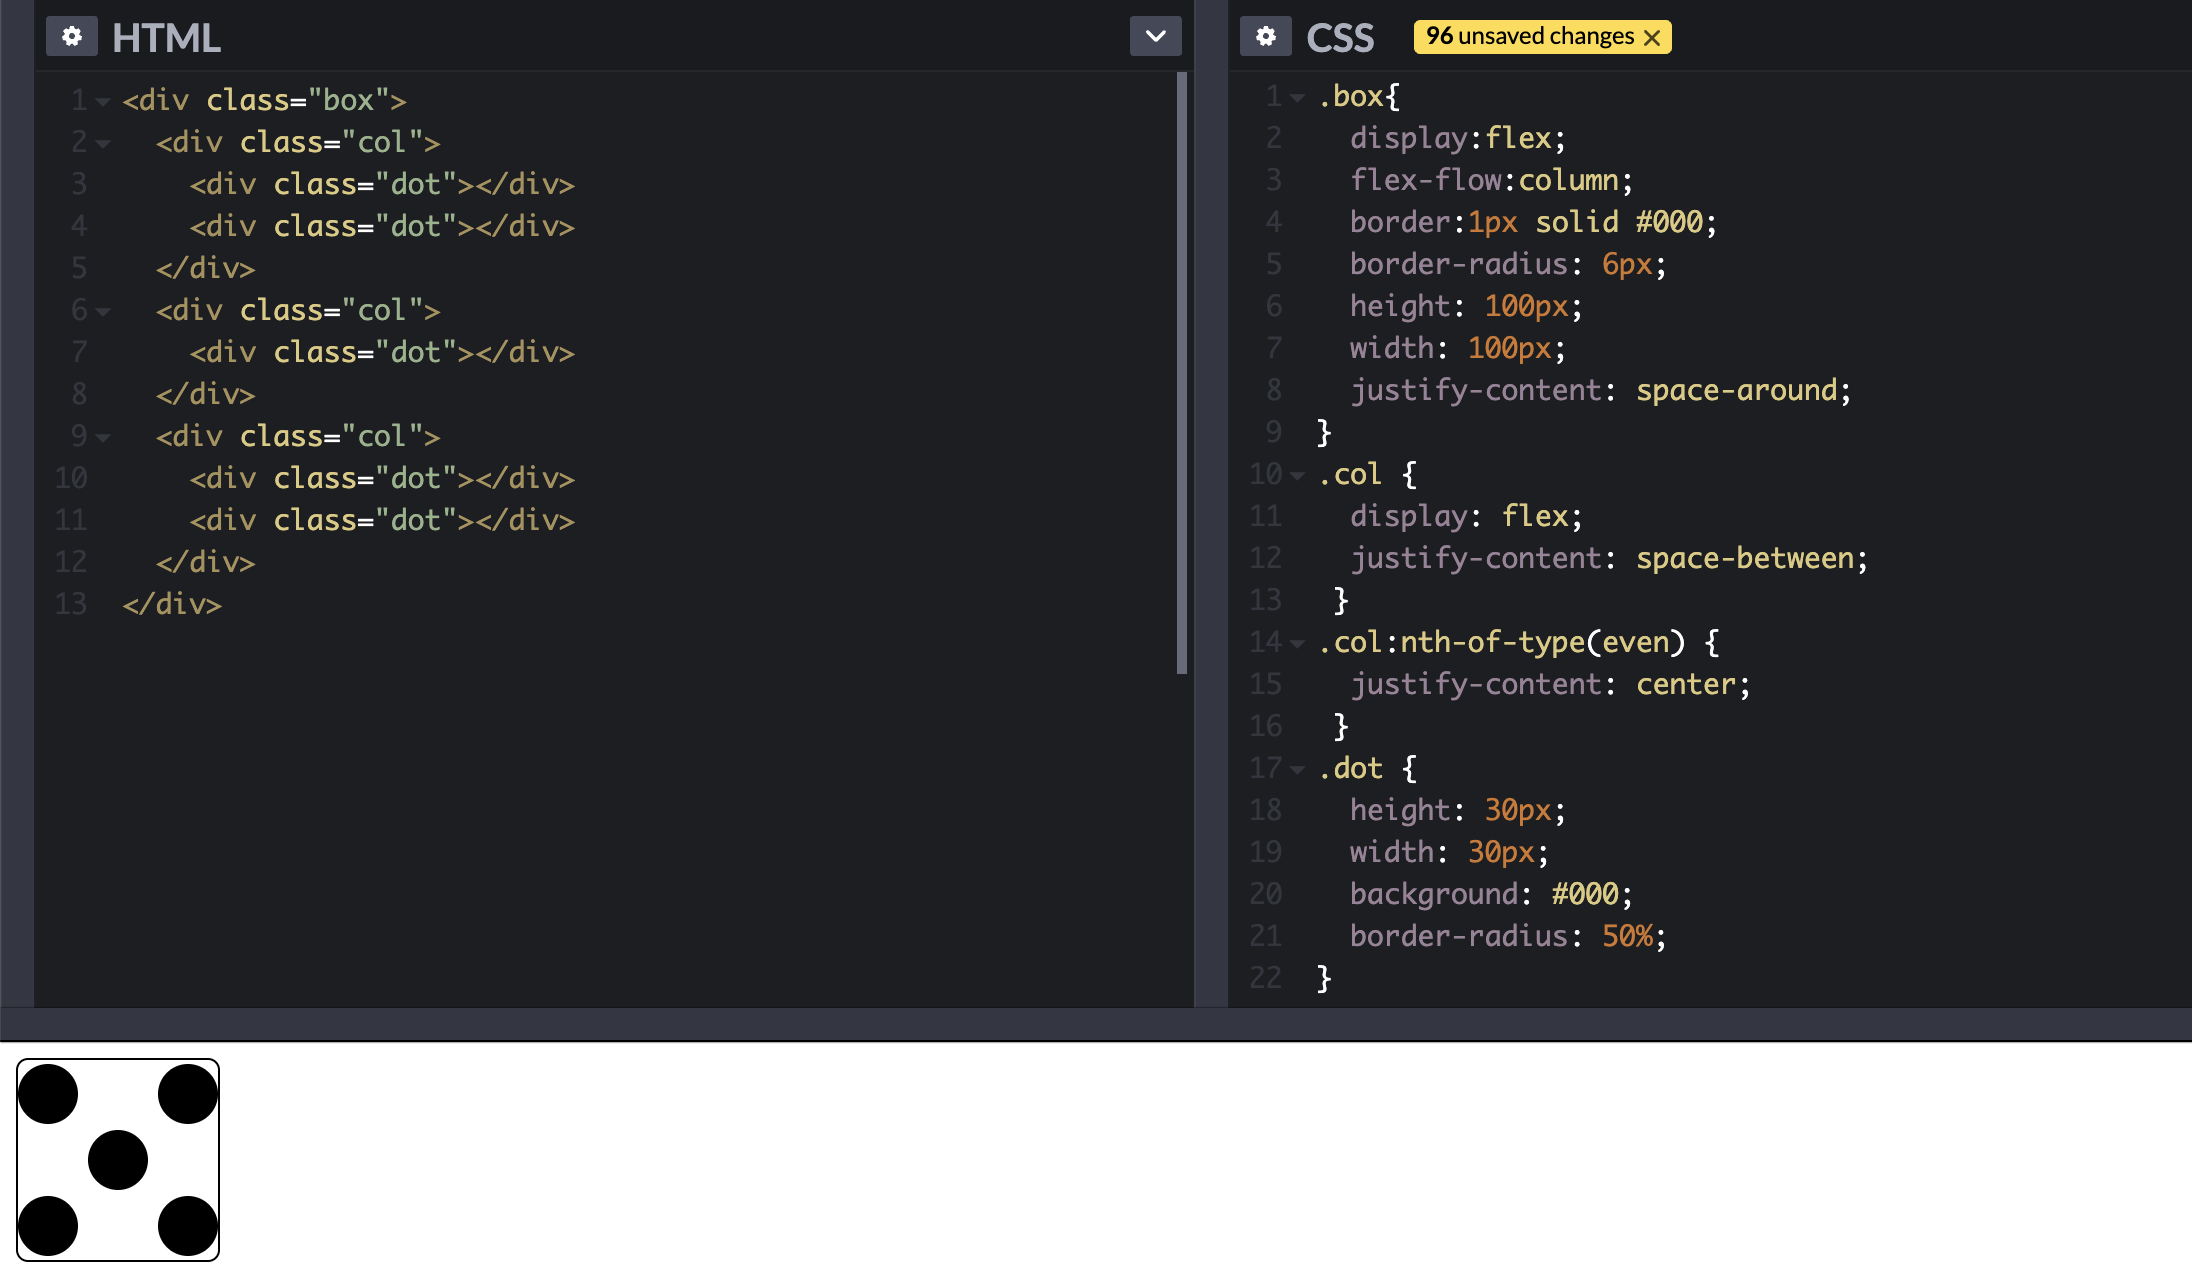 HTML
1 <div class="box">
2 <div class="col">
3 <div class="dot"></div>
4 <div class="dot"></div>
5 </div>
6 <div class="col">
7 <div class="dot"></div>
8 </div>
9 <div class="col">
10 <div class="dot"></div>
11 <div class="dot"></div>
12 </div>
13 </div>
CSS 96 unsaved changes ×
1 .box{
2 display:flex;
3 flex-flow:column;
4 border:1px solid #000;
5 border-radius: 6px;
6 height: 100px;
7 width: 100px;
8 justify-content: space-around;
9 }
10 .col {
11 display: flex;
12 justify-content: space-between;
13 }
14 .col:nth-of-type(even) {
15 justify-content: center;
16 }
17 .dot {
18 height: 30px;
19 width: 30px;
20 background: #000;
21 border-radius: 50%;
22 }